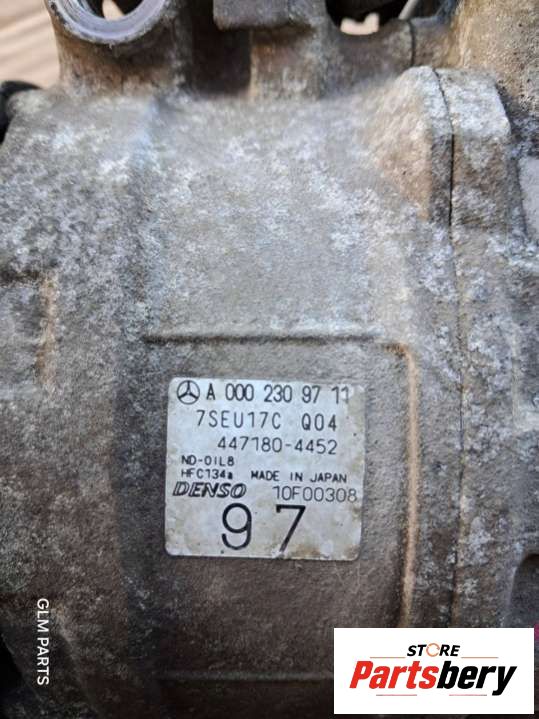 A 000 230 97 11
7SEU17C Q04
447180-4452
ND-OIL8
HFC134a MADE IN JAPAN
DENSO 10F00308
97
GLM PARTS
STORE
Partsbery